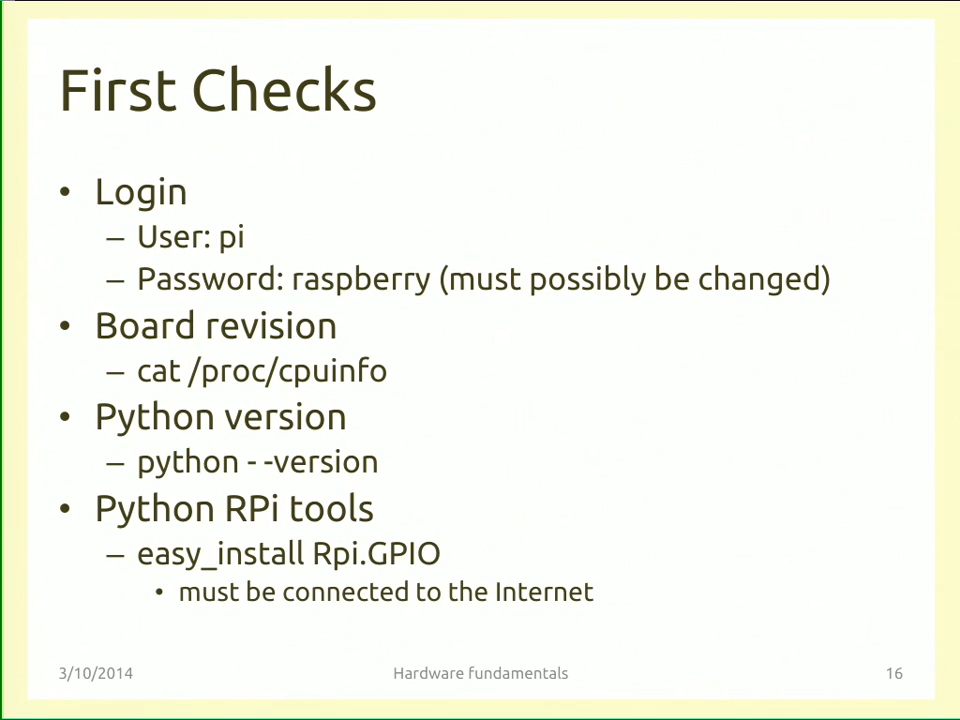 First Checks
• Login
– User: pi
– Password: raspberry (must possibly be changed)
• Board revision
– cat /proc/cpuinfo
• Python version
– python - -version
• Python RPi tools
– easy_install Rpi.GPIO
• must be connected to the Internet
3/10/2014 Hardware fundamentals 16